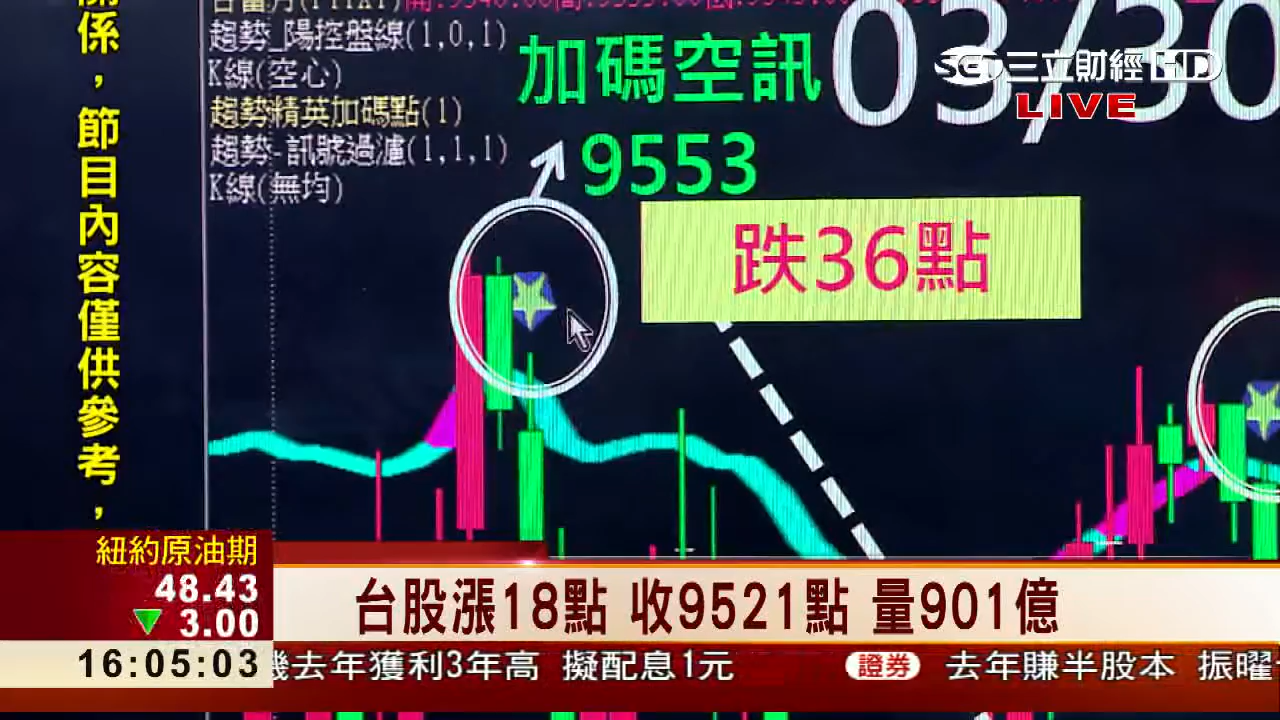 關係，節目內容僅供參考，
趨勢_陽控盤線(1,0,1)
K線(空心)
趨勢精英加碼點(1)
趨勢-訊號過濾(1,1,1)
K線(無均)
加碼空訊
9553
跌36點
03/30
三立財經HD
LIVE
紐約原油期
48.43
▼ 3.00
16:05:03
台股漲18點 收9521點 量901億
去年獲利3年高 擬配息1元
證券 去年賺半股本 振曜